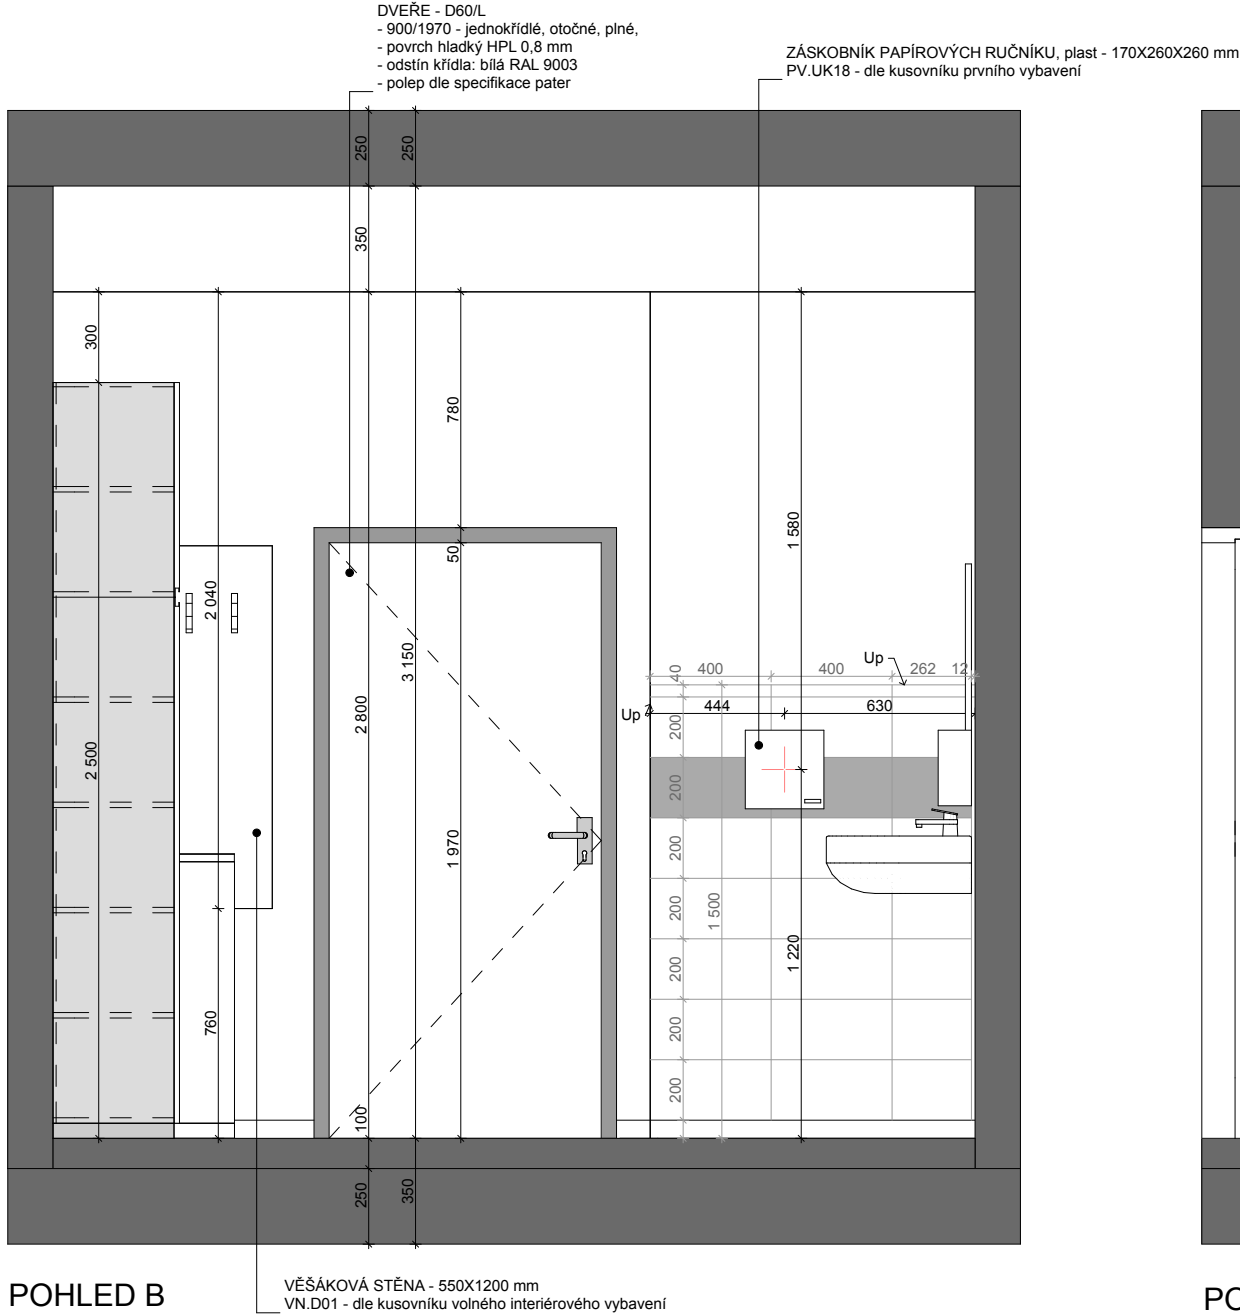 DVEŘE - D60/L
- 900/1970 - jednokřídlé, otočné, plné,
- povrch hladký HPL 0,8 mm
- odstín křídla: bílá RAL 9003
- polep dle specifikace pater
ZÁSKOBNÍK PAPÍROVÝCH RUČNÍKU, plast - 170X260X260 mm
PV.UK18 - dle kusovníku prvního vybavení
250
250
350
300
780
50
1 580
2 040
3 150
2 800
2 500
1 970
760
100
250
350
Up
400
400
262
12
40
Up
444
630
200
200
200
200
200
200
200
1 500
1 220
POHLED B
VĚŠÁKOVÁ STĚNA - 550X1200 mm
VN.D01 - dle kusovníku volného interiérového vybavení